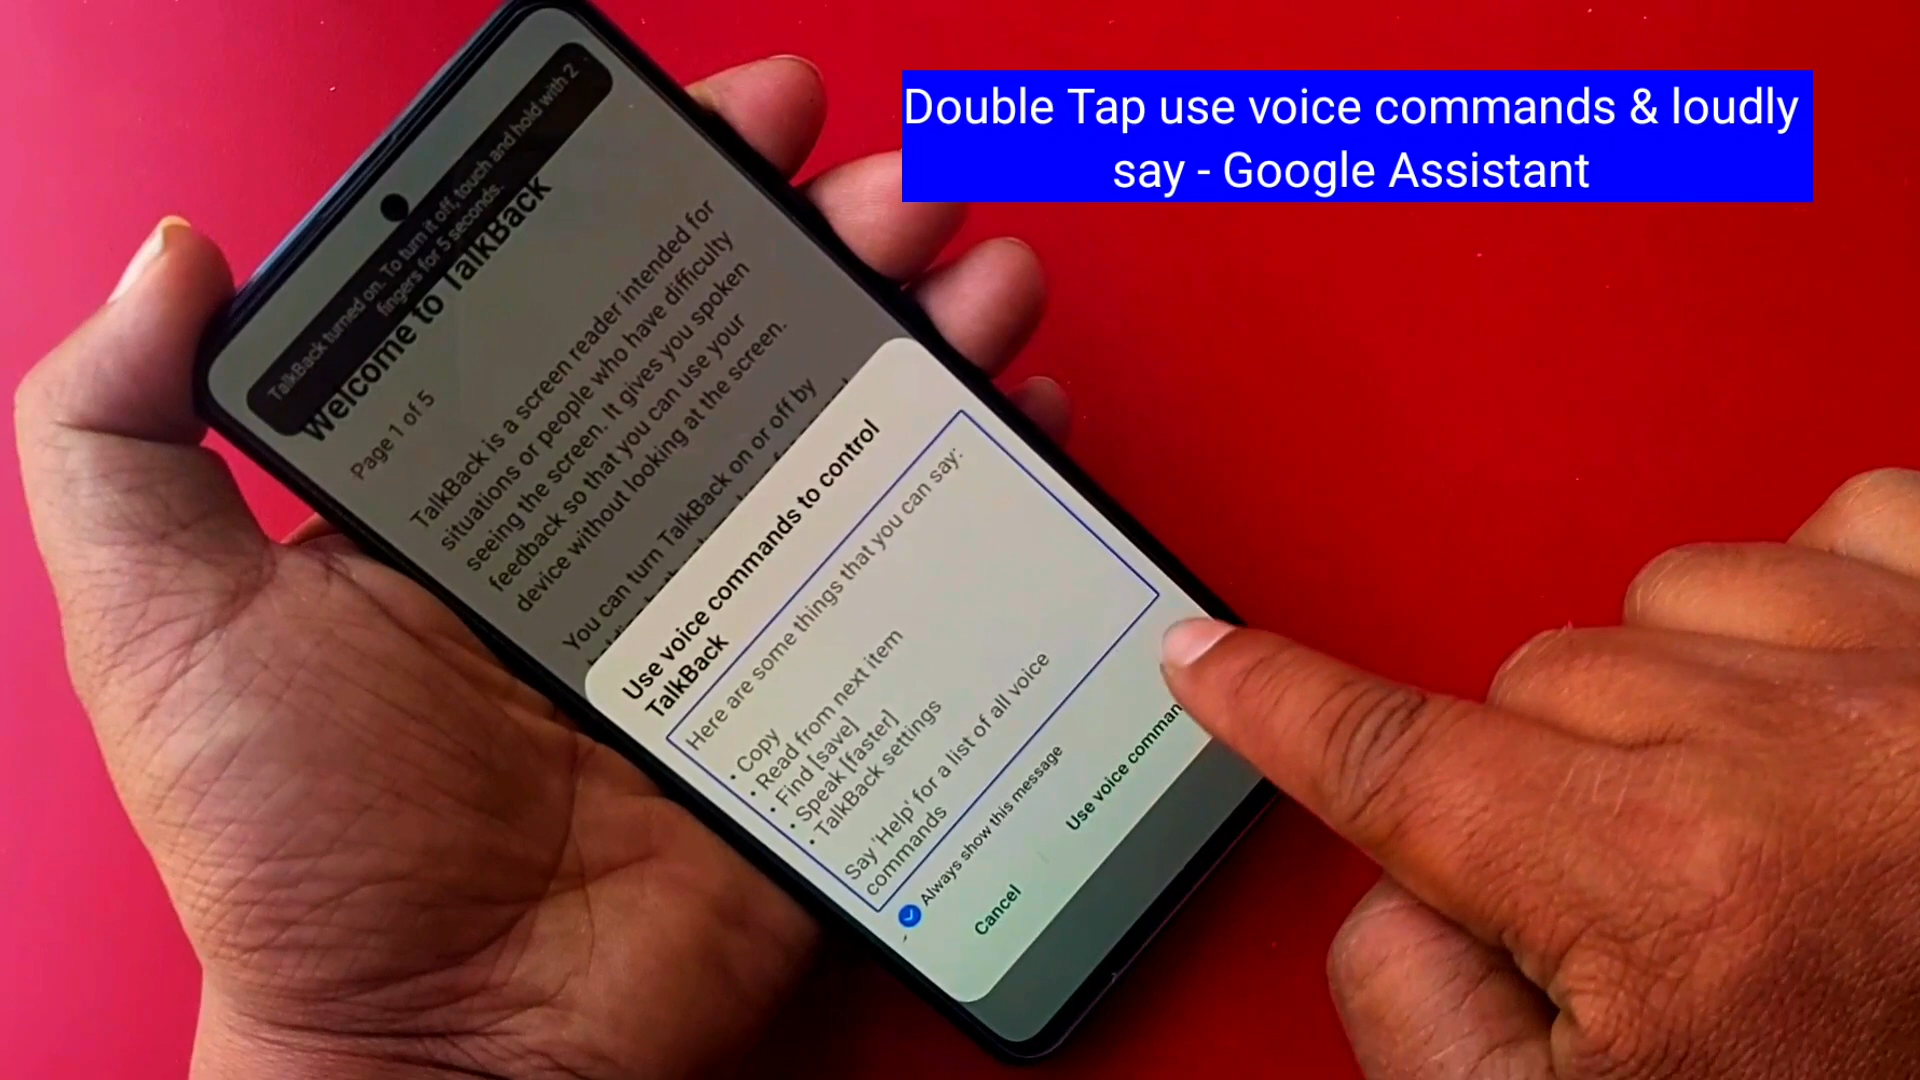 Double Tap use voice commands & loudly
say - Google Assistant
TalkBack turned on. To turn it off, touch and hold with 2
fingers for 5 seconds.
Welcome to TalkBack
Page 1 of 5
TalkBack is a screen reader intended for
situations or people who have difficulty
seeing the screen. It gives you spoken
feedback so that you can use your
device without looking at the screen.
You can turn TalkBack on or off by
Use voice commands to control
TalkBack
Here are some things that you can say:
• Copy
• Read from next item
• Find [save]
• Speak [faster]
• TalkBack settings
Say 'Help' for a list of all voice
commands
Always show this message
Cancel
Use voice comman